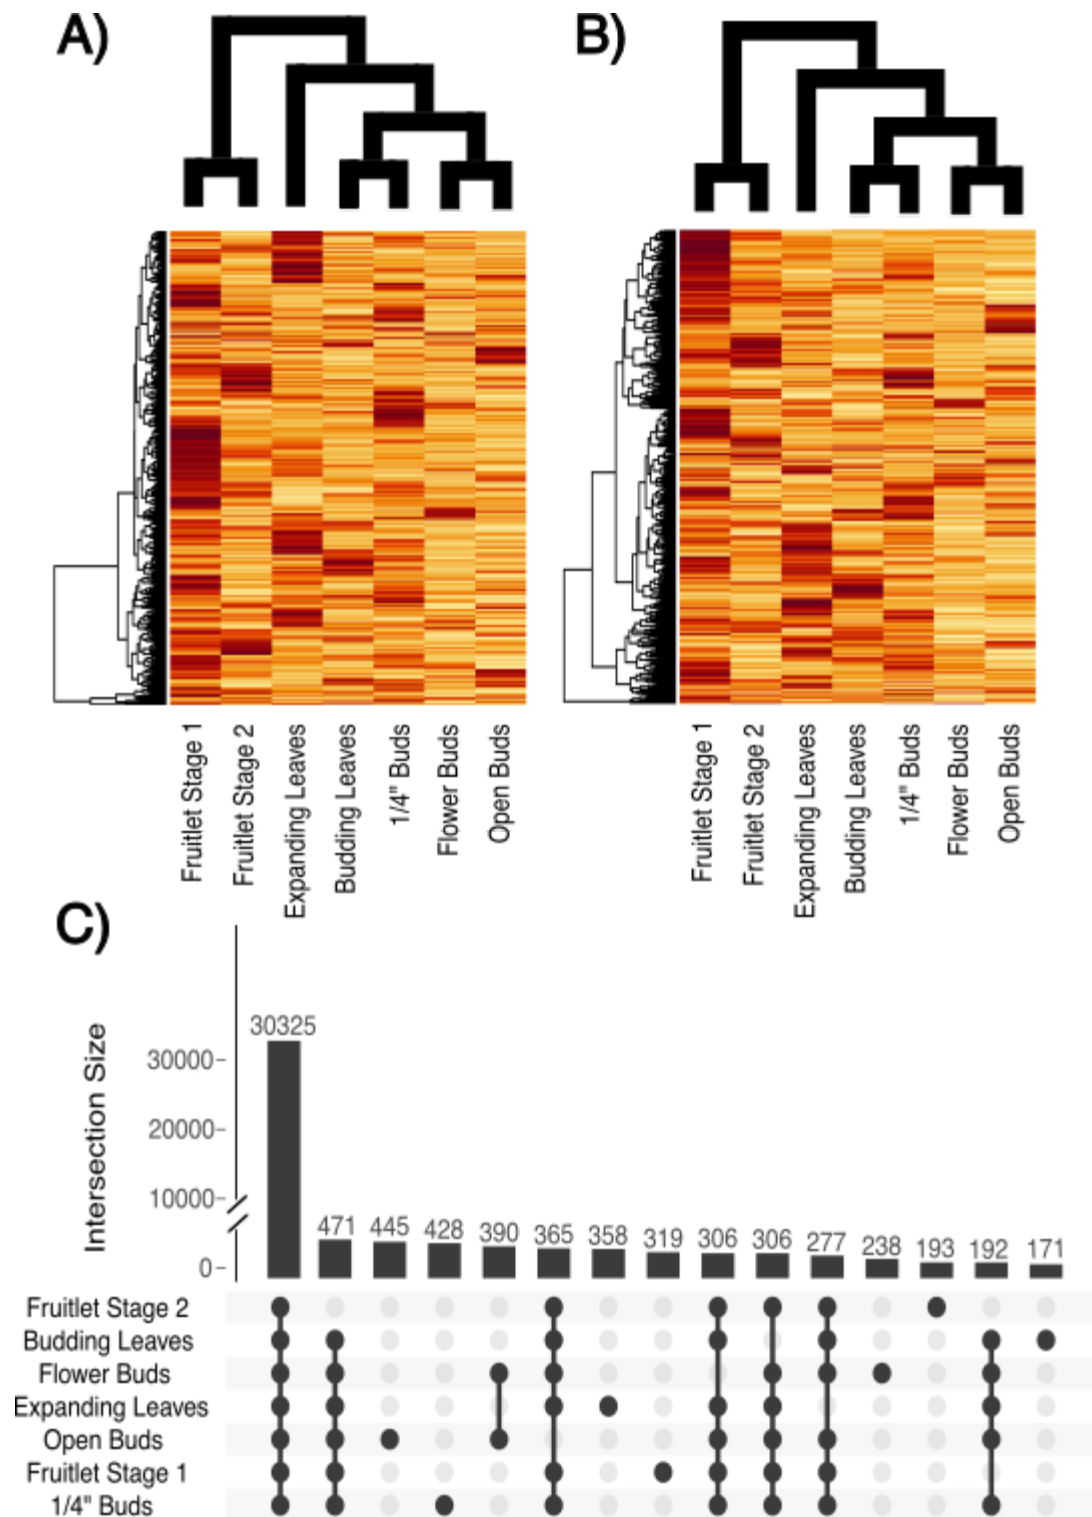 A)
B)
Fruitlet Stage 1
Fruitlet Stage 2
Expanding Leaves
Budding Leaves
1/4" Buds
Flower Buds
Open Buds
Fruitlet Stage 1
Fruitlet Stage 2
Expanding Leaves
Budding Leaves
1/4" Buds
Flower Buds
Open Buds
C)
Intersection Size
30000
20000
10000
0
30325
471
445
428
390
365
358
319
306
306
277
238
193
192
171
Fruitlet Stage 2
Budding Leaves
Flower Buds
Expanding Leaves
Open Buds
Fruitlet Stage 1
1/4" Buds